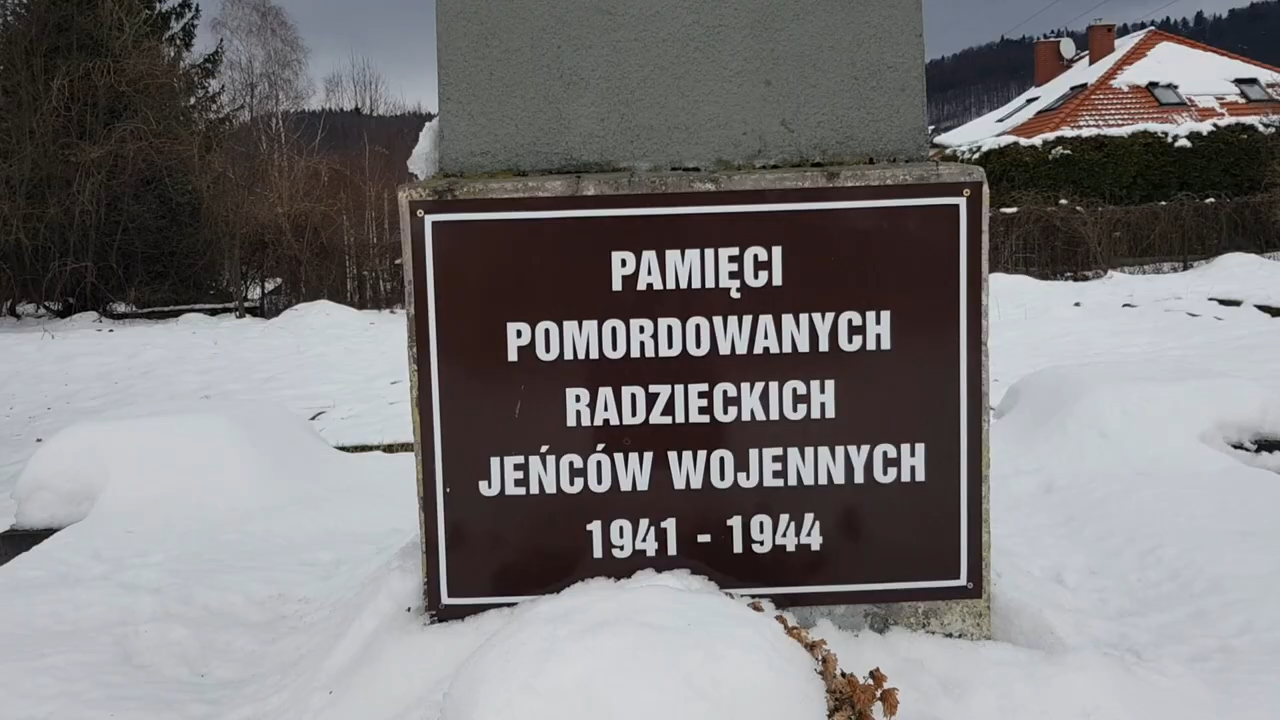 PAMIĘCI
POMORDOWANYCH
RADZIECKICH
JEŃCÓW WOJENNYCH
1941 - 1944